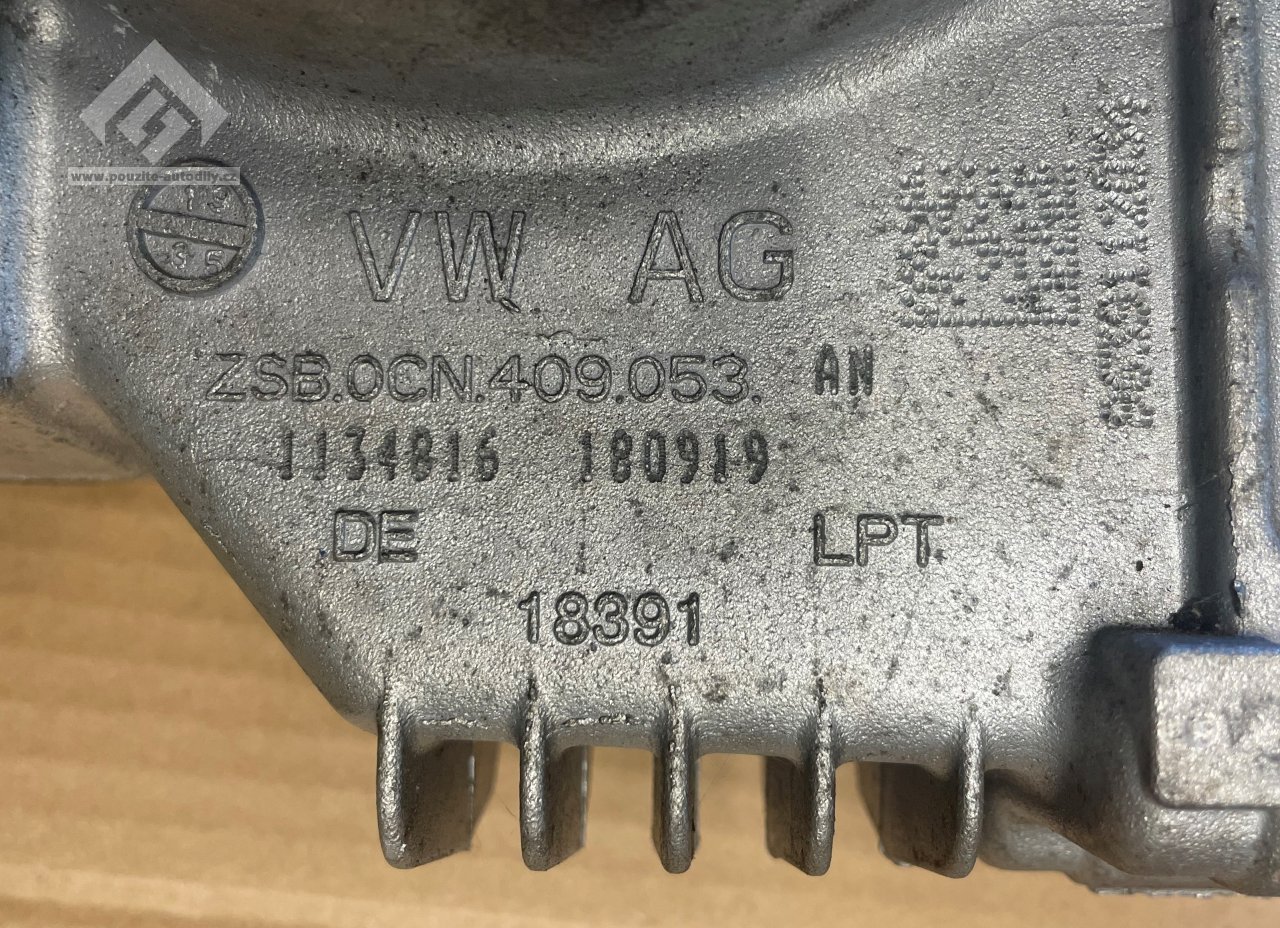 www.pouzite-autodily.cz
VW AG
ZSB.0CN.409.053. AN
1134816 180919
DE LPT
18391